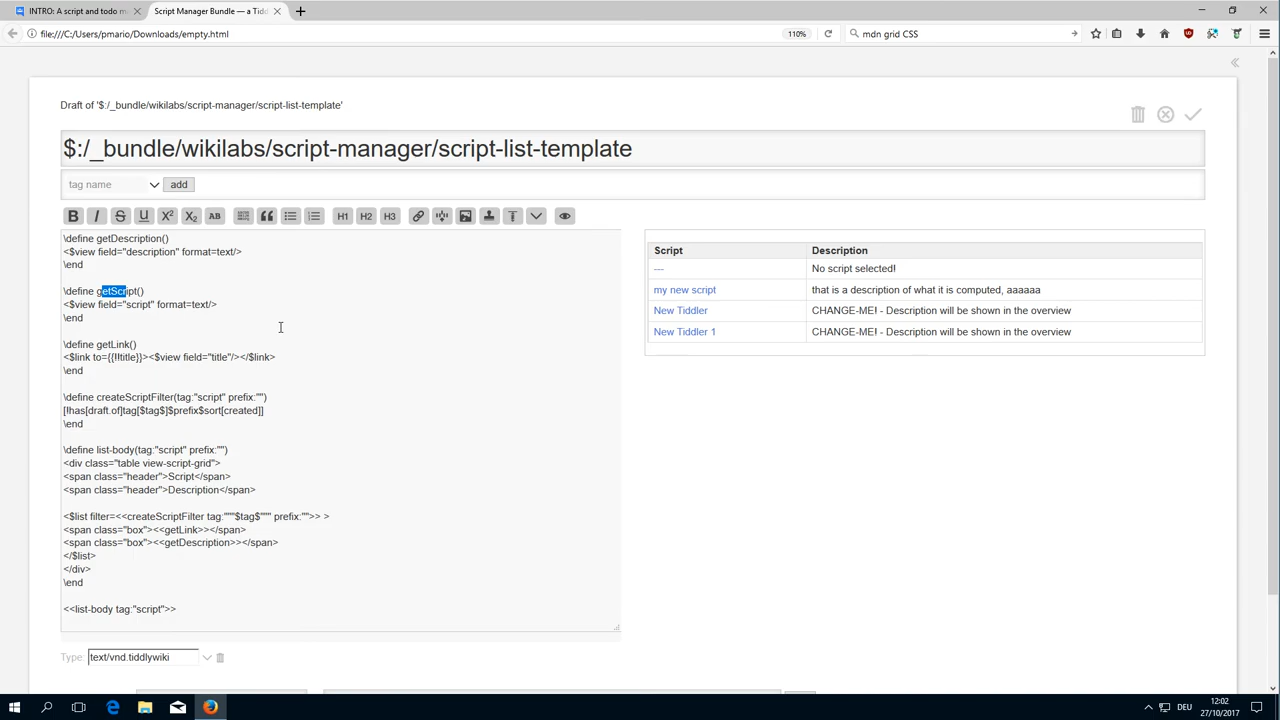 INTRO: A script and todo m
Script Manager Bundle — a Tidd
file:///C:/Users/pmario/Downloads/empty.html
110%
mdn grid CSS
Draft of '$:/_bundle/wikilabs/script-manager/script-list-template'
$:/_bundle/wikilabs/script-manager/script-list-template
tag name
add
B I S U X² X₂ AB H1 H2 H3
\define getDescription()
<$view field="description" format=text/>
\end
\define getScript()
<$view field="script" format=text/>
\end
\define getLink()
<$link to={{!!title}}><$view field="title"/></$link>
\end
\define createScriptFilter(tag:"script" prefix:"")
[!has[draft.of]tag[$tag$]$prefix$sort[created]]
\end
\define list-body(tag:"script" prefix:"")
<div class="table view-script-grid">
<span class="header">Script</span>
<span class="header">Description</span>
<$list filter=<<createScriptFilter tag:"""$tag$""" prefix:"">> >
<span class="box"><<getLink>></span>
<span class="box"><<getDescription>></span>
</$list>
</div>
\end
<<list-body tag:"script">>
Script Description
--- No script selected!
my new script that is a description of what it is computed, aaaaaa
New Tiddler CHANGE-ME! - Description will be shown in the overview
New Tiddler 1 CHANGE-ME! - Description will be shown in the overview
Type: text/vnd.tiddlywiki
DEU
12:02
27/10/2017